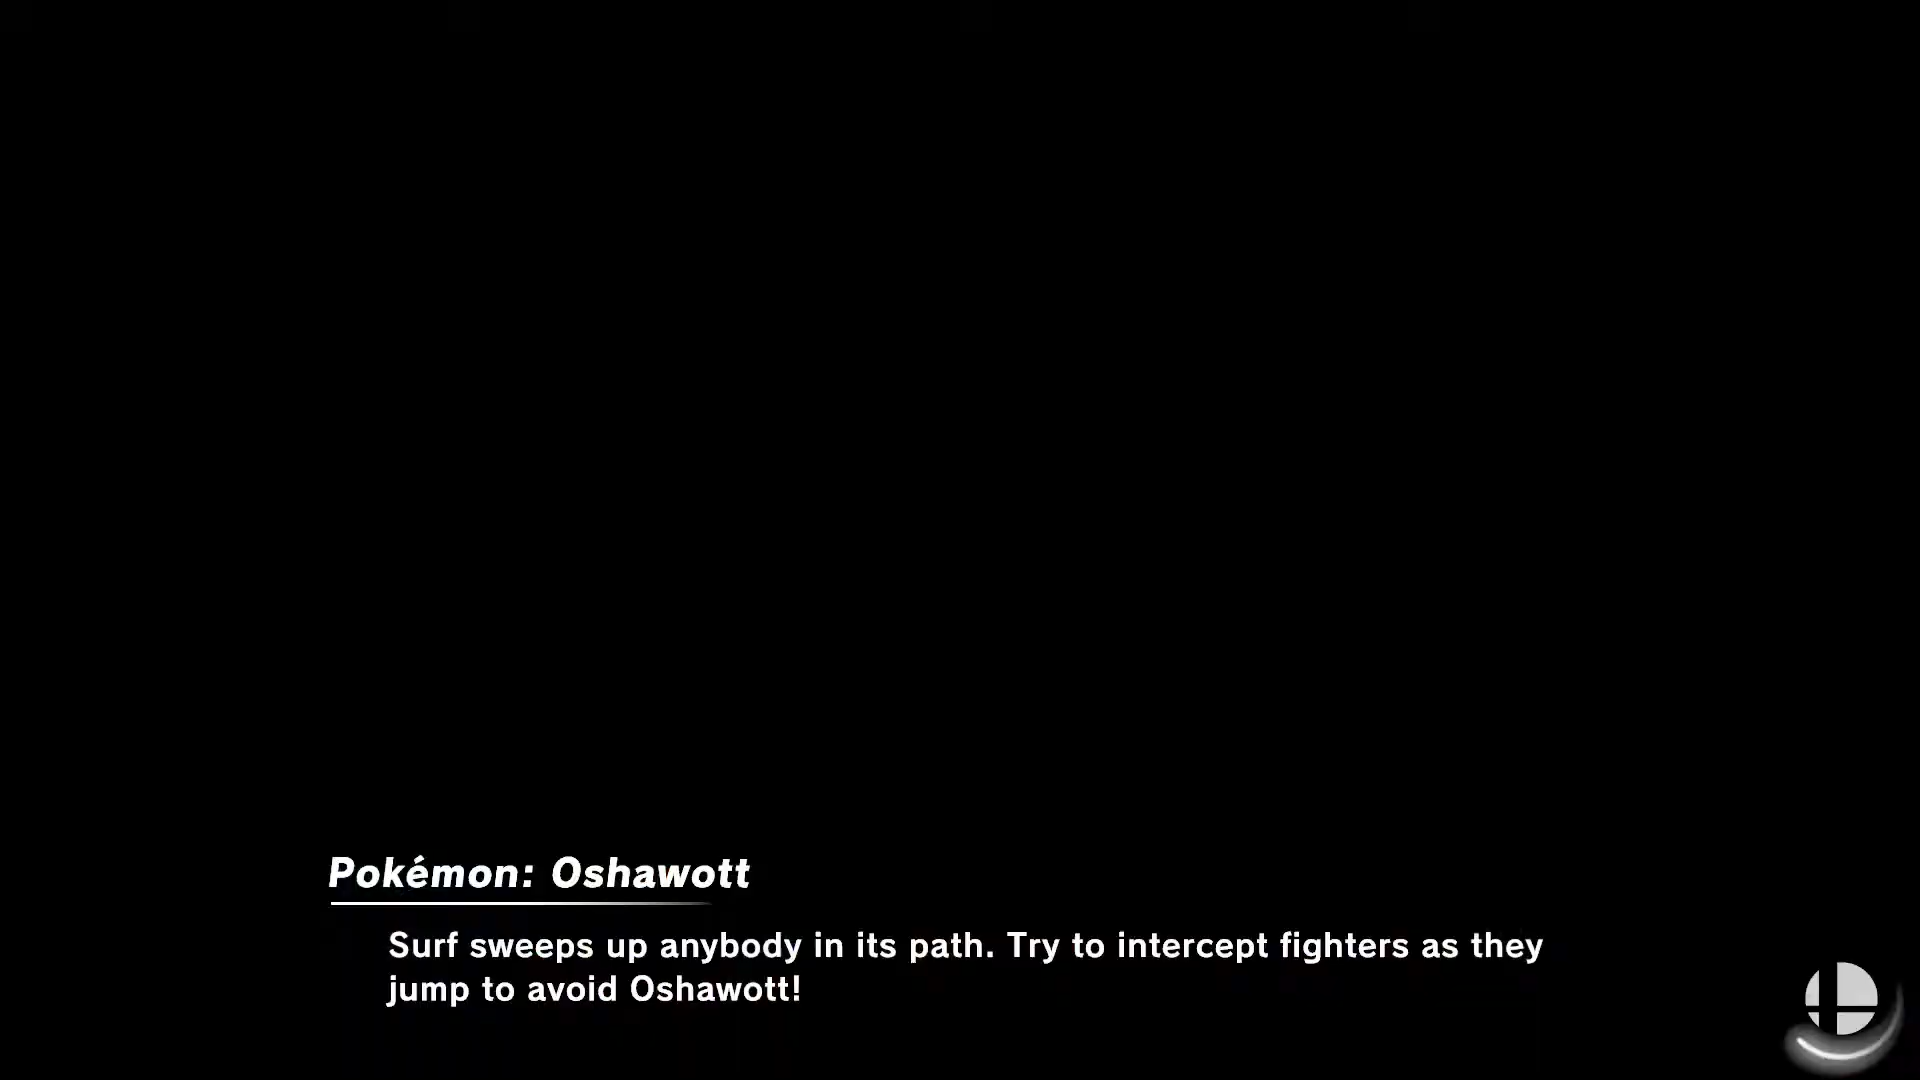 Pokémon: Oshawott
Surf sweeps up anybody in its path. Try to intercept fighters as they
jump to avoid Oshawott!